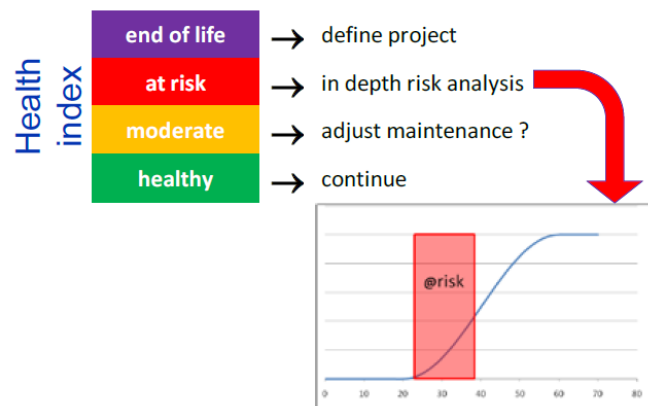 Health
index
end of life → define project
at risk → in depth risk analysis
moderate → adjust maintenance ?
healthy → continue
@risk
0 10 20 30 40 50 60 70 80